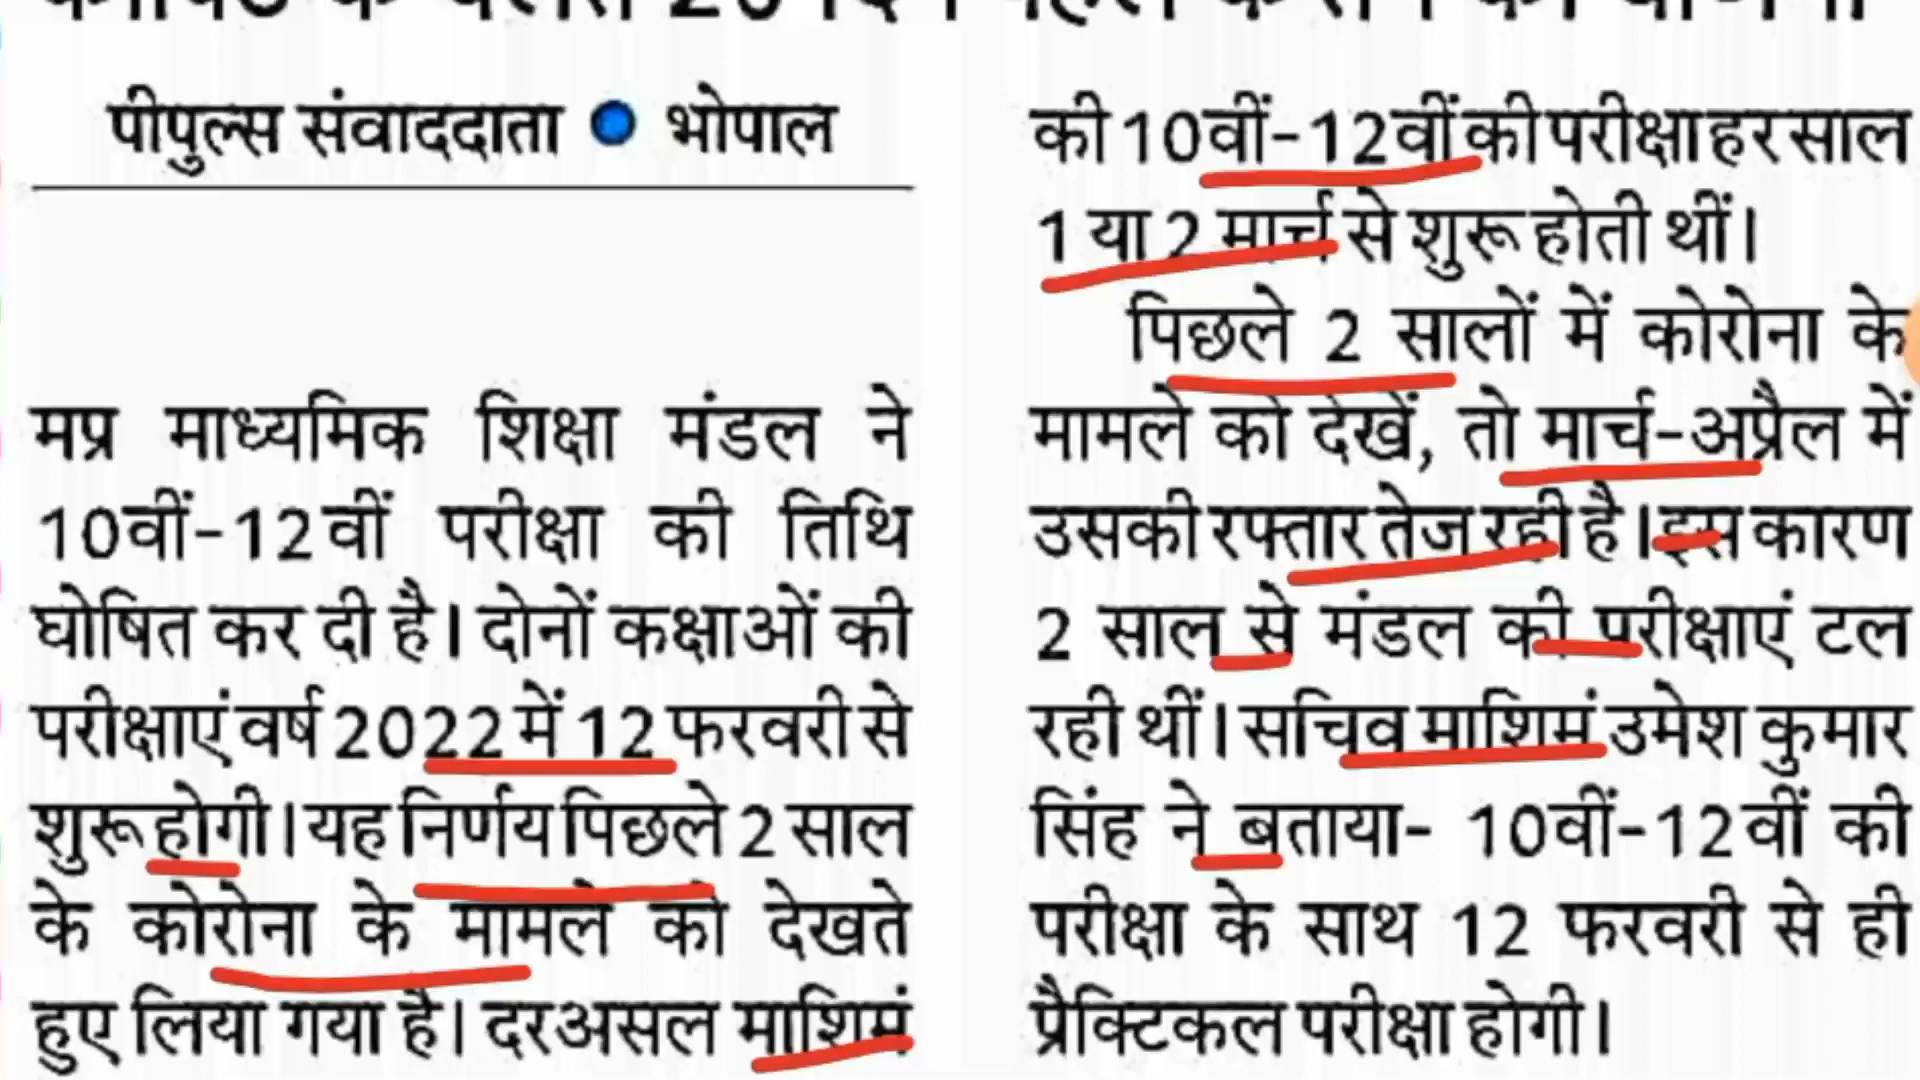 पीपुल्स संवाददाता ● भोपाल
मप्र माध्यमिक शिक्षा मंडल ने
10वीं-12वीं परीक्षा की तिथि
घोषित कर दी है। दोनों कक्षाओं की
परीक्षाएं वर्ष 2022 में 12 फरवरी से
शुरू होगी। यह निर्णय पिछले 2 साल
के कोरोना के मामले को देखते
हुए लिया गया है। दरअसल माशिमं
की 10वीं-12वीं की परीक्षा हर साल
1 या 2 मार्च से शुरू होती थीं।
पिछले 2 सालों में कोरोना के
मामले को देखें, तो मार्च-अप्रैल में
उसकी रफ्तार तेज रही है। इस कारण
2 साल से मंडल की परीक्षाएं टल
रही थीं। सचिव माशिमं उमेश कुमार
सिंह ने बताया- 10वीं-12वीं की
परीक्षा के साथ 12 फरवरी से ही
प्रैक्टिकल परीक्षा होगी।